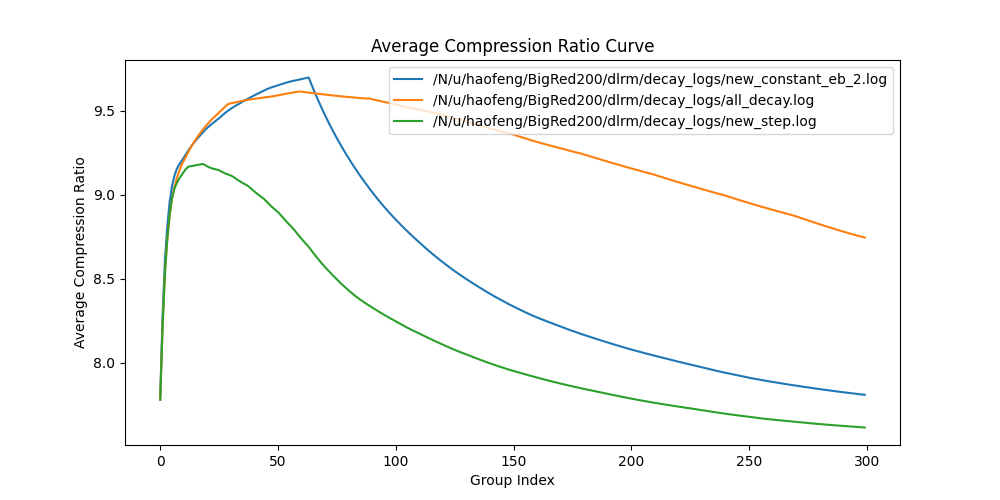 Average Compression Ratio Curve
/N/u/haofeng/BigRed200/dlrm/decay_logs/new_constant_eb_2.log
/N/u/haofeng/BigRed200/dlrm/decay_logs/all_decay.log
/N/u/haofeng/BigRed200/dlrm/decay_logs/new_step.log
Average Compression Ratio
9.5
9.0
8.5
8.0
0 50 100 150 200 250 300
Group Index